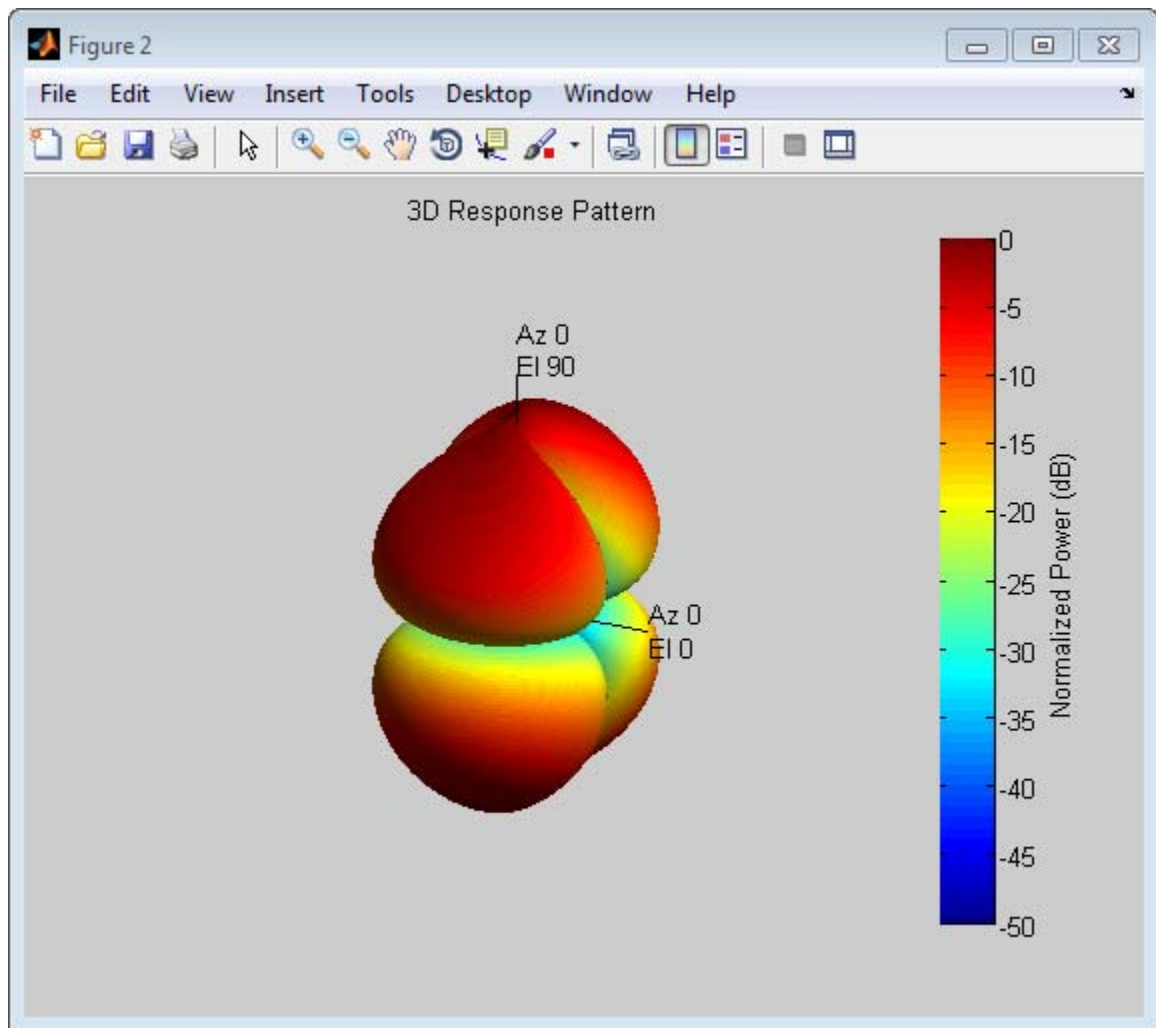 Figure 2
File Edit View Insert Tools Desktop Window Help
3D Response Pattern
Az 0
El 90
Az 0
El 0
0
-5
-10
-15
-20
-25
-30
-35
-40
-45
-50
Normalized Power (dB)